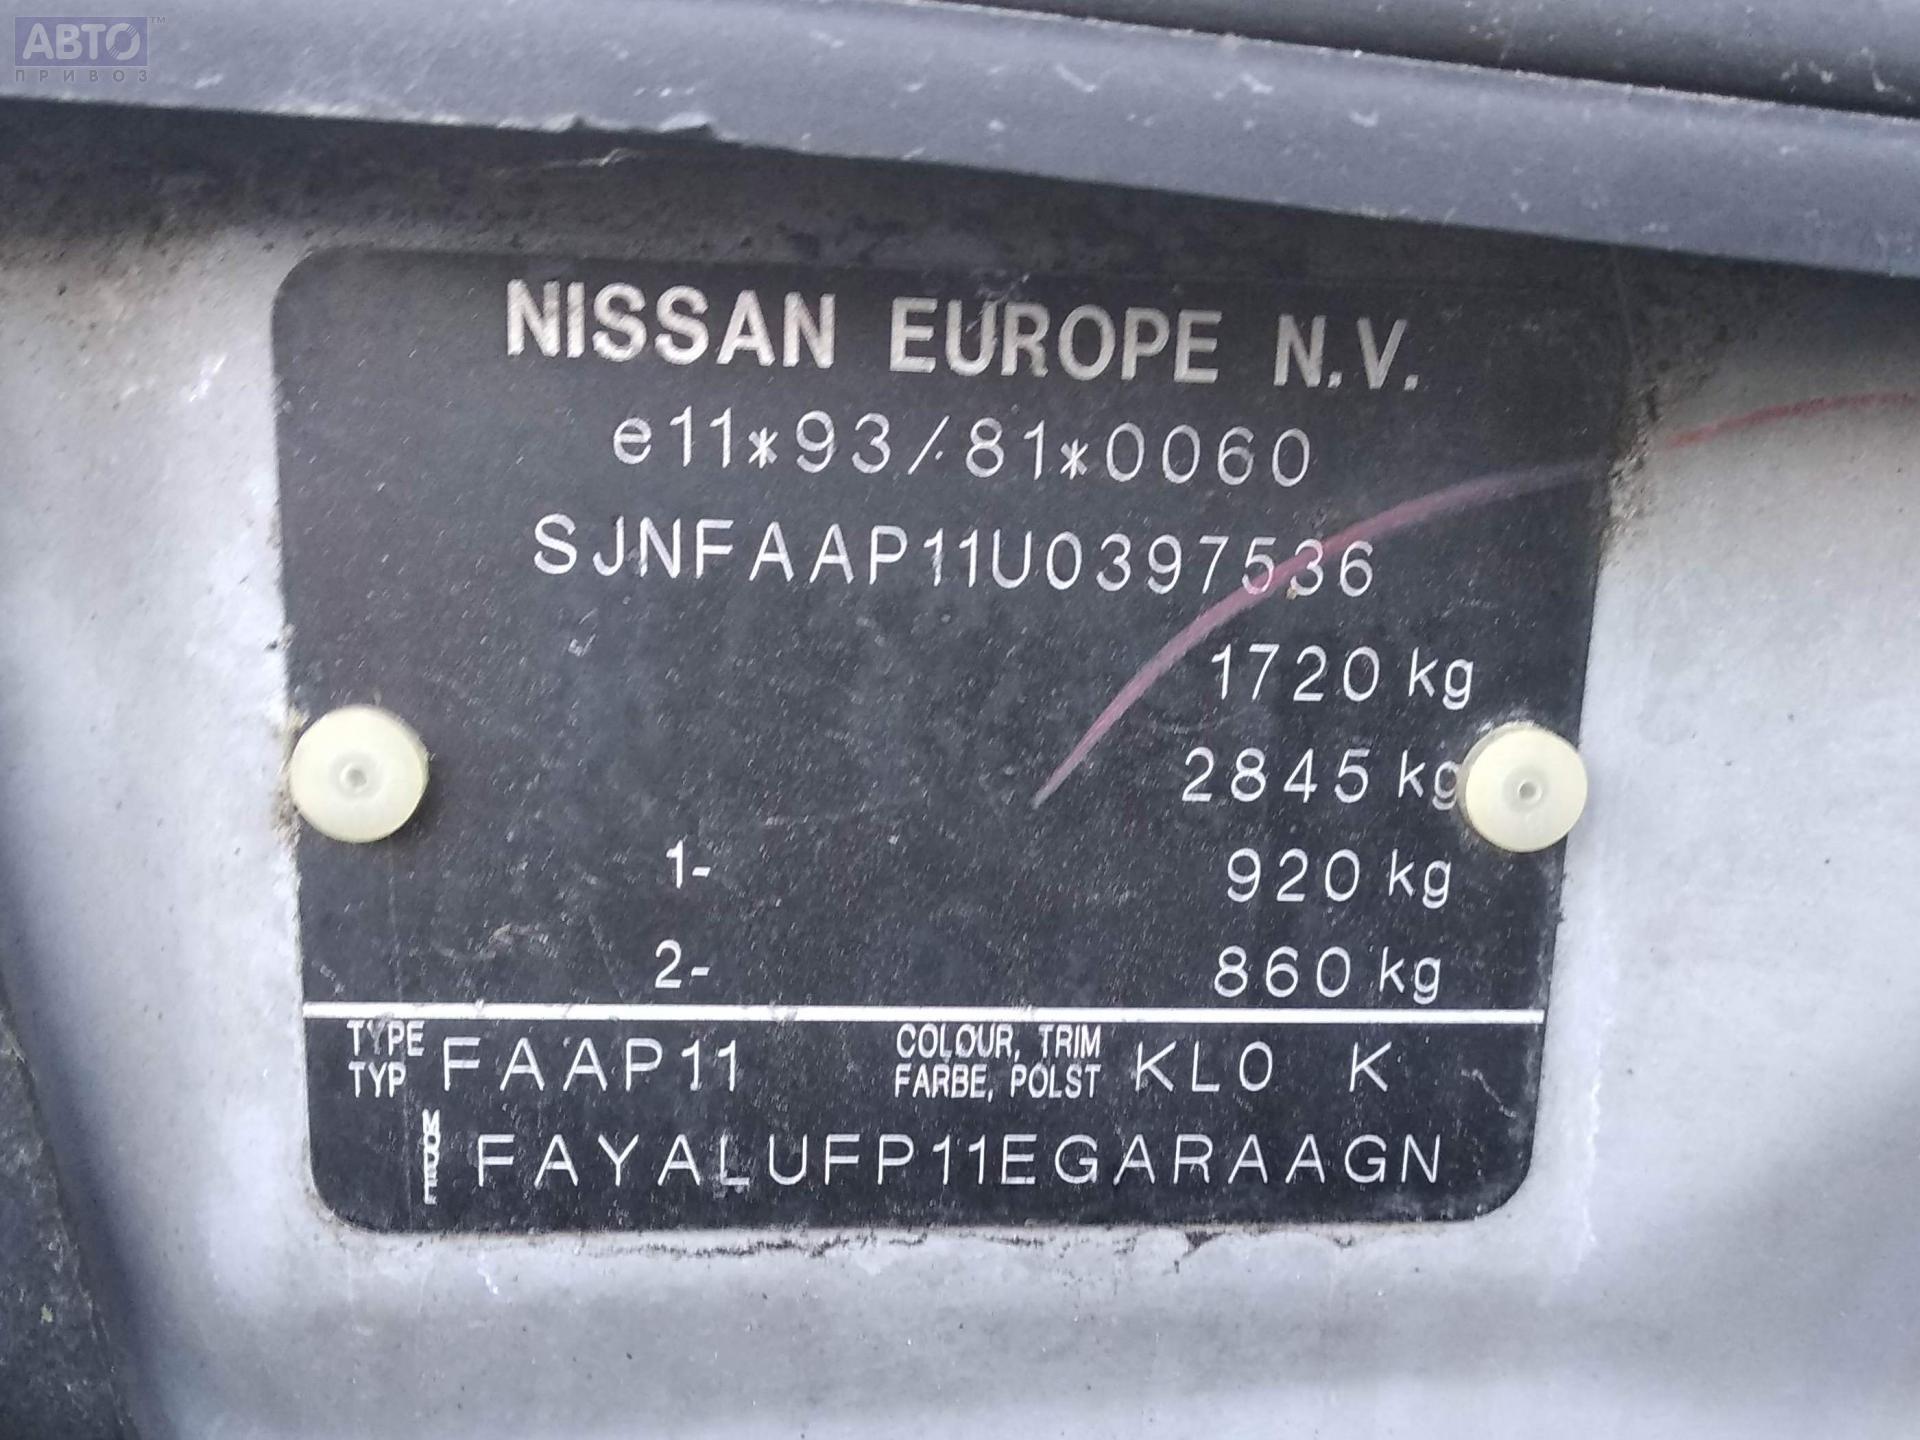 АВТО™
ПРИВОЗ
NISSAN EUROPE N.V.
e11*93/81*0060
SJNFAAP11U0397536
1720 kg
2845 kg
1- 920 kg
2- 860 kg
TYPE
TYP FAAP11 COLOUR, TRIM
FARBE, POLST KL0 K
MODEL FAYALUFP11EGARAAGN